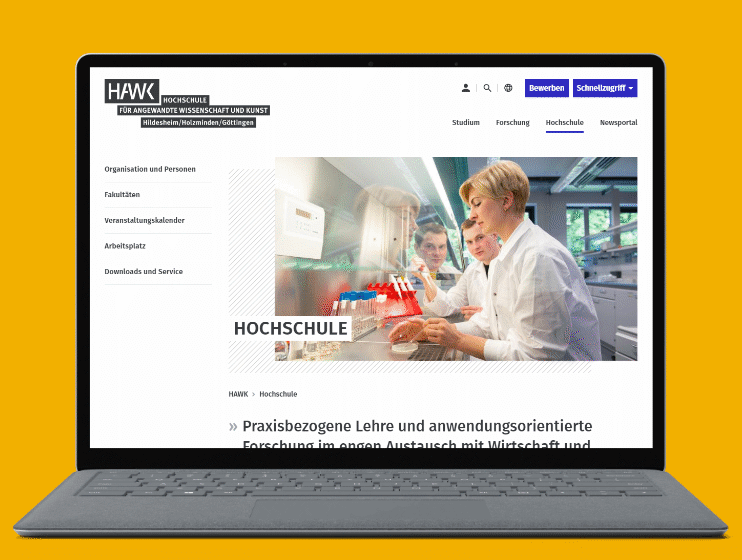 HAWK HOCHSCHULE
FÜR ANGEWANDTE WISSENSCHAFT UND KUNST
Hildesheim/Holzminden/Göttingen
Bewerben
Schnellzugriff
Studium
Forschung
Hochschule
Newsportal
Organisation und Personen
Fakultäten
Veranstaltungskalender
Arbeitsplatz
Downloads und Service
HOCHSCHULE
HAWK > Hochschule
» Praxisbezogene Lehre und anwendungsorientierte
Forschung im engen Austausch mit Wirtschaft und